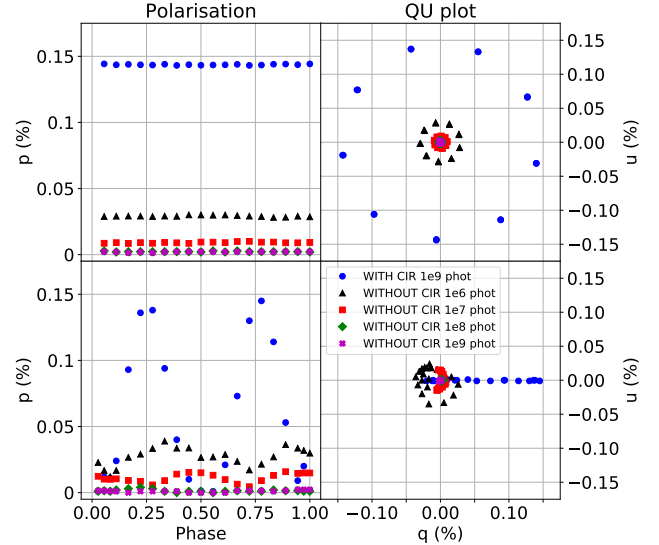 Polarisation
QU plot
p (%)
0.15
0.1
0.05
0
0.15
0.10
0.05
0.00
−0.05
−0.10
−0.15
u (%)
p (%)
0.15
0.1
0.05
0
WITH CIR 1e9 phot
WITHOUT CIR 1e6 phot
WITHOUT CIR 1e7 phot
WITHOUT CIR 1e8 phot
WITHOUT CIR 1e9 phot
0.15
0.10
0.05
0.00
−0.05
−0.10
−0.15
u (%)
0.00 0.25 0.50 0.75 1.00
Phase
−0.10 0.00 0.10
q (%)